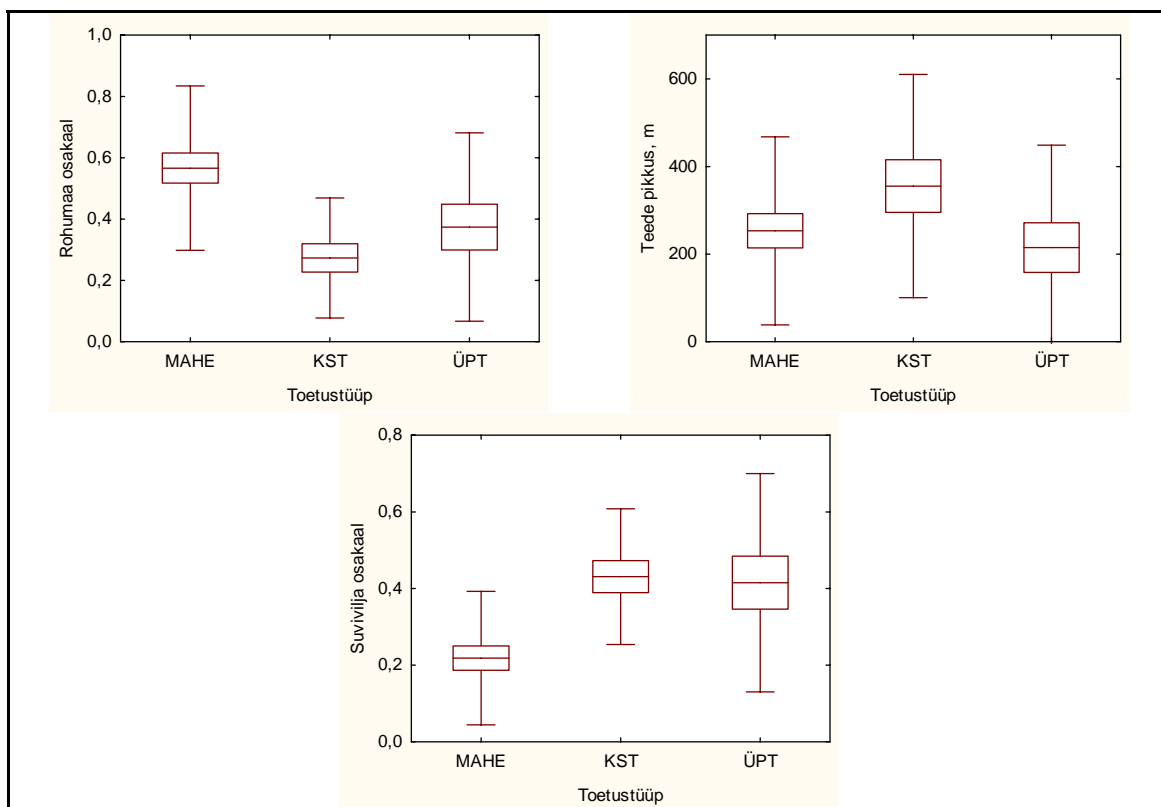 Rohumaa osakaal
1,0
0,8
0,6
0,4
0,2
0,0
MAHE KST ÜPT
Toetustüüp
Teede pikkus, m
600
400
200
0
MAHE KST ÜPT
Toetustüüp
Suvivilja osakaal
0,8
0,6
0,4
0,2
0,0
MAHE KST ÜPT
Toetustüüp